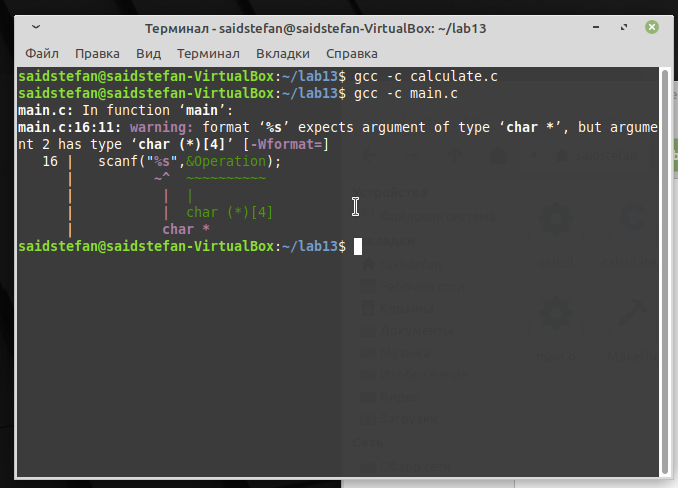 Терминал - saidstefan@saidstefan-VirtualBox: ~/lab13
Файл Правка Вид Терминал Вкладки Справка
saidstefan@saidstefan-VirtualBox:~/lab13$ gcc -c calculate.c
saidstefan@saidstefan-VirtualBox:~/lab13$ gcc -c main.c
main.c: In function ‘main’:
main.c:16:11: warning: format ‘%s’ expects argument of type ‘char *’, but argume
nt 2 has type ‘char (*)[4]’ [-Wformat=]
   16 |   scanf("%s",&Operation);
      |          ~^  ~~~~~~~~~~
      |           |  |
      |           |  char (*)[4]
      |           char *
saidstefan@saidstefan-VirtualBox:~/lab13$